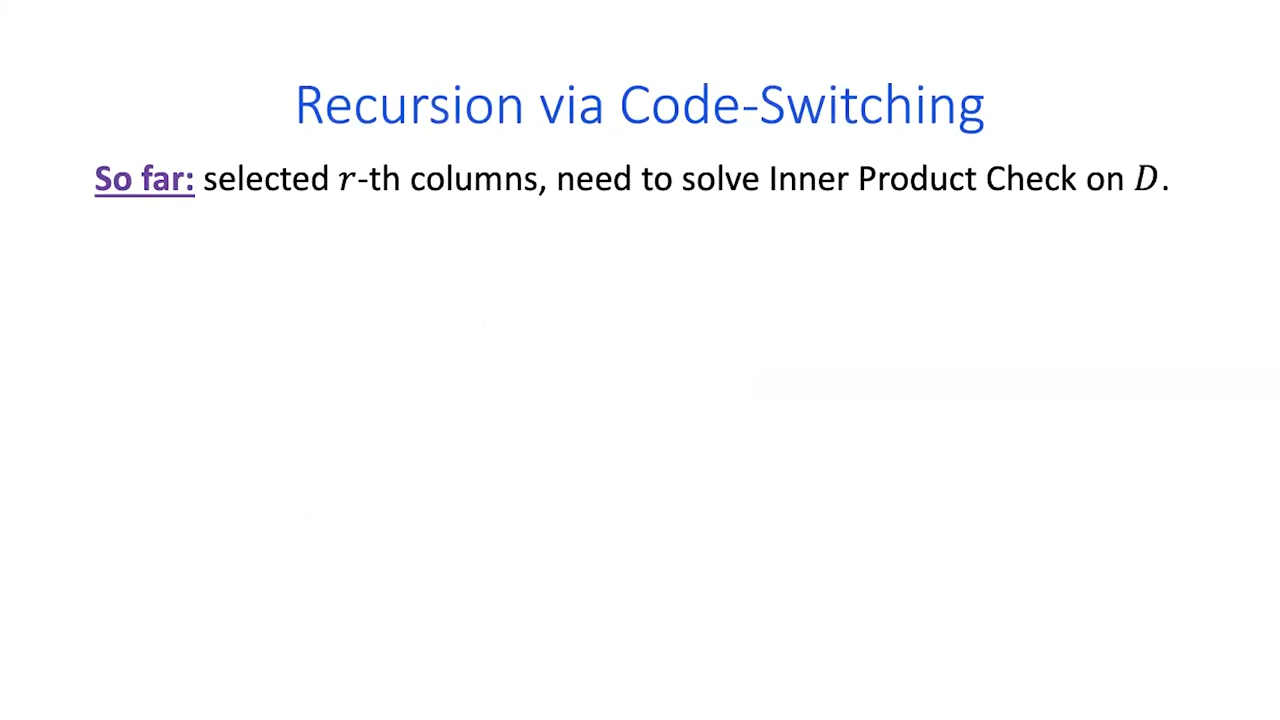 Recursion via Code-Switching
So far: selected r-th columns, need to solve Inner Product Check on D.